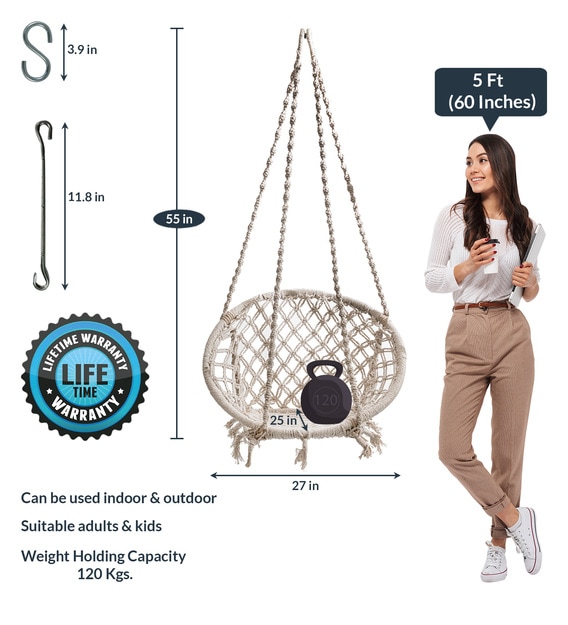 3.9 in
5 Ft
(60 Inches)
11.8 in
55 in
LIFETIME WARRANTY
LIFE
TIME
WARRANTY
120
25 in
27 in
Can be used indoor & outdoor
Suitable adults & kids
Weight Holding Capacity
120 Kgs.